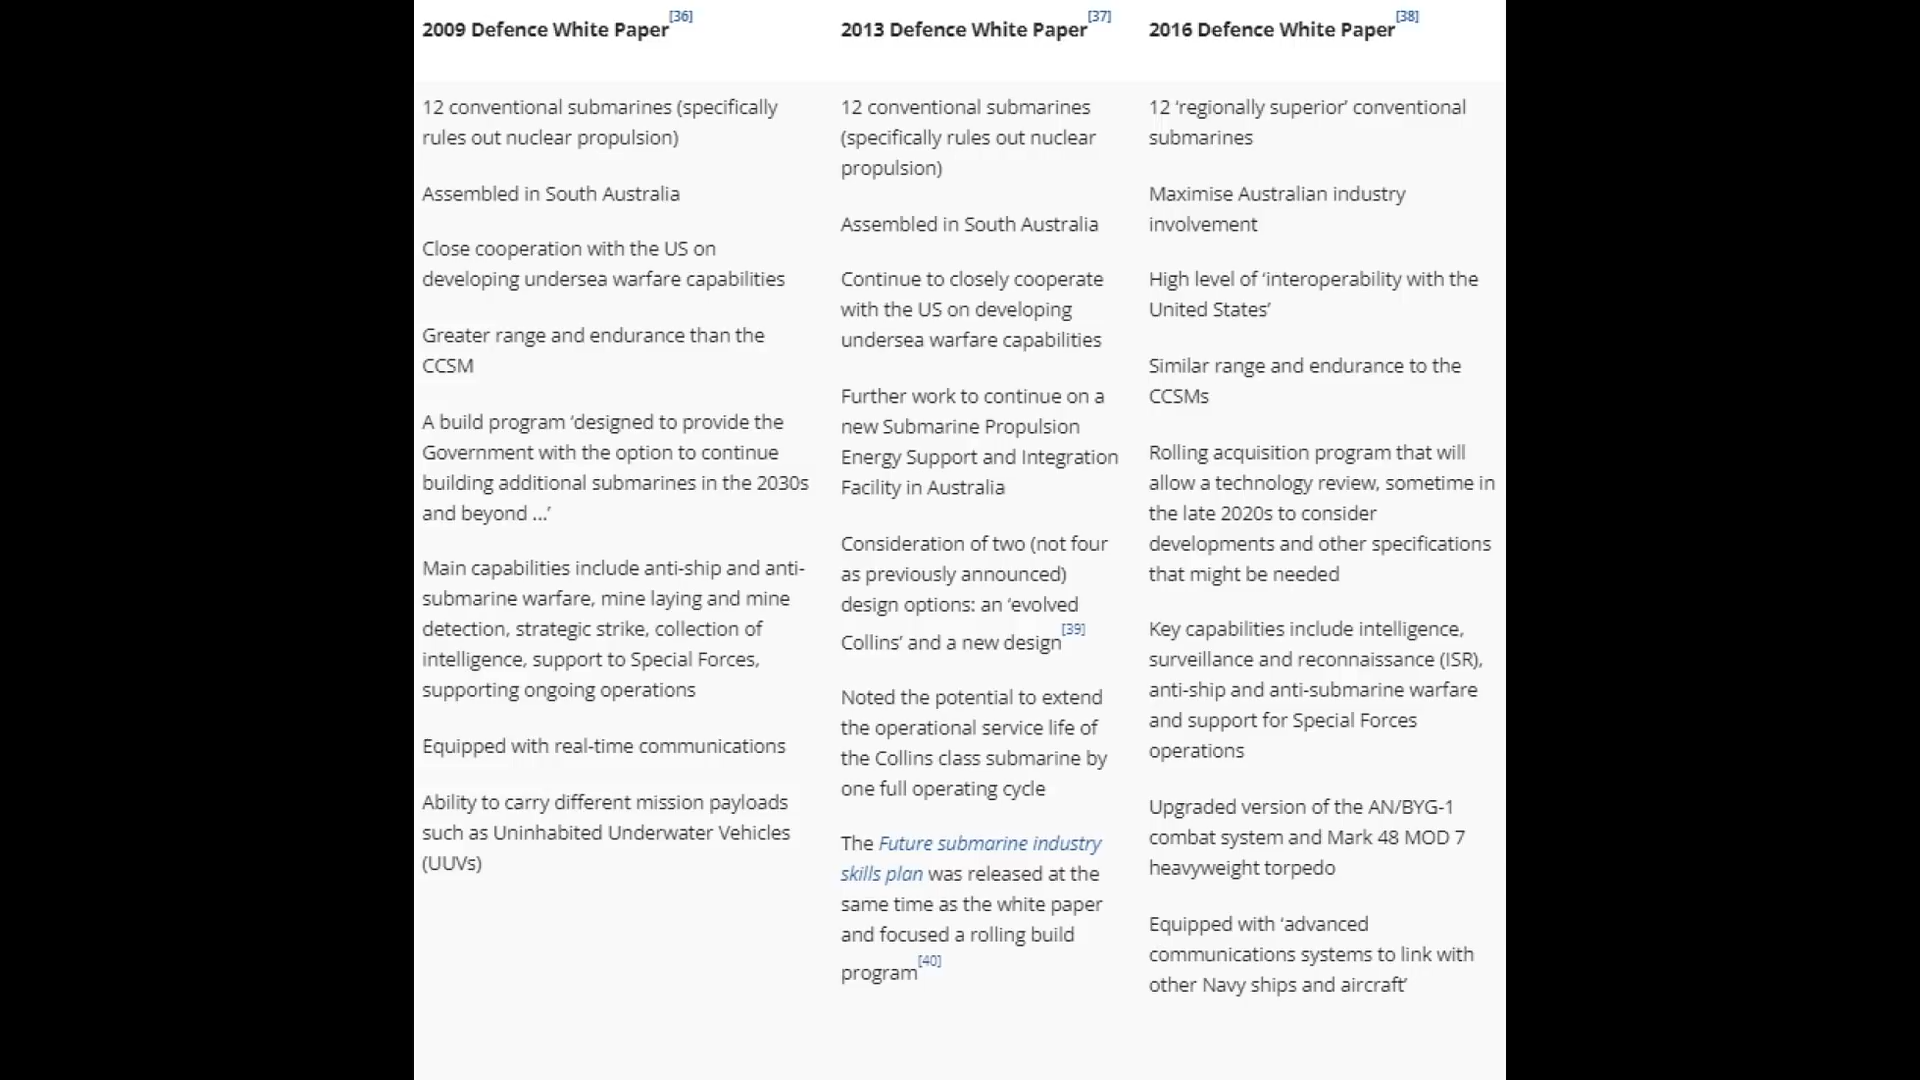 2009 Defence White Paper[36]
12 conventional submarines (specifically
rules out nuclear propulsion)
Assembled in South Australia
Close cooperation with the US on
developing undersea warfare capabilities
Greater range and endurance than the
CCSM
A build program ‘designed to provide the
Government with the option to continue
building additional submarines in the 2030s
and beyond ...’
Main capabilities include anti-ship and anti-
submarine warfare, mine laying and mine
detection, strategic strike, collection of
intelligence, support to Special Forces,
supporting ongoing operations
Equipped with real-time communications
Ability to carry different mission payloads
such as Uninhabited Underwater Vehicles
(UUVs)
2013 Defence White Paper[37]
12 conventional submarines
(specifically rules out nuclear
propulsion)
Assembled in South Australia
Continue to closely cooperate
with the US on developing
undersea warfare capabilities
Further work to continue on a
new Submarine Propulsion
Energy Support and Integration
Facility in Australia
Consideration of two (not four
as previously announced)
design options: an ‘evolved
Collins’ and a new design[39]
Noted the potential to extend
the operational service life of
the Collins class submarine by
one full operating cycle
The Future submarine industry
skills plan was released at the
same time as the white paper
and focused a rolling build
program[40]
2016 Defence White Paper[38]
12 ‘regionally superior’ conventional
submarines
Maximise Australian industry
involvement
High level of ‘interoperability with the
United States’
Similar range and endurance to the
CCSMs
Rolling acquisition program that will
allow a technology review, sometime in
the late 2020s to consider
developments and other specifications
that might be needed
Key capabilities include intelligence,
surveillance and reconnaissance (ISR),
anti-ship and anti-submarine warfare
and support for Special Forces
operations
Upgraded version of the AN/BYG-1
combat system and Mark 48 MOD 7
heavyweight torpedo
Equipped with ‘advanced
communications systems to link with
other Navy ships and aircraft’